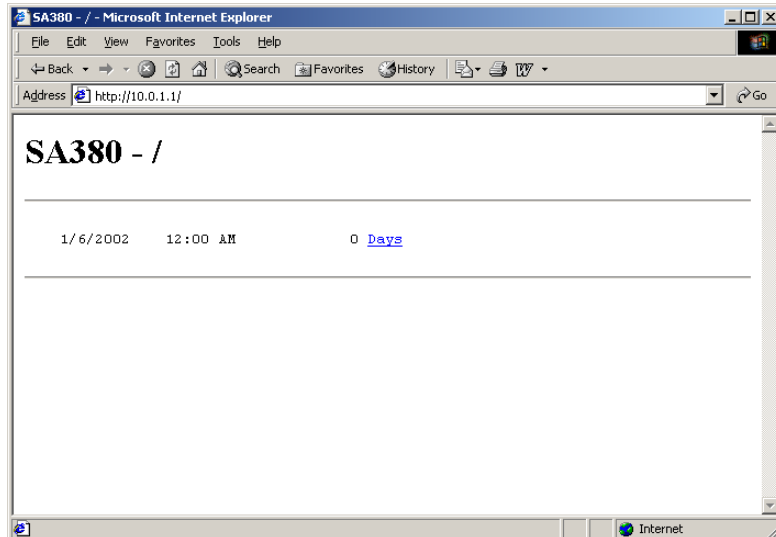 SA380 - / - Microsoft Internet Explorer
File Edit View Favorites Tools Help
Back Search Favorites History
Address http://10.0.1.1/ Go
SA380 - /
1/6/2002 12:00 AM 0 Days
Internet